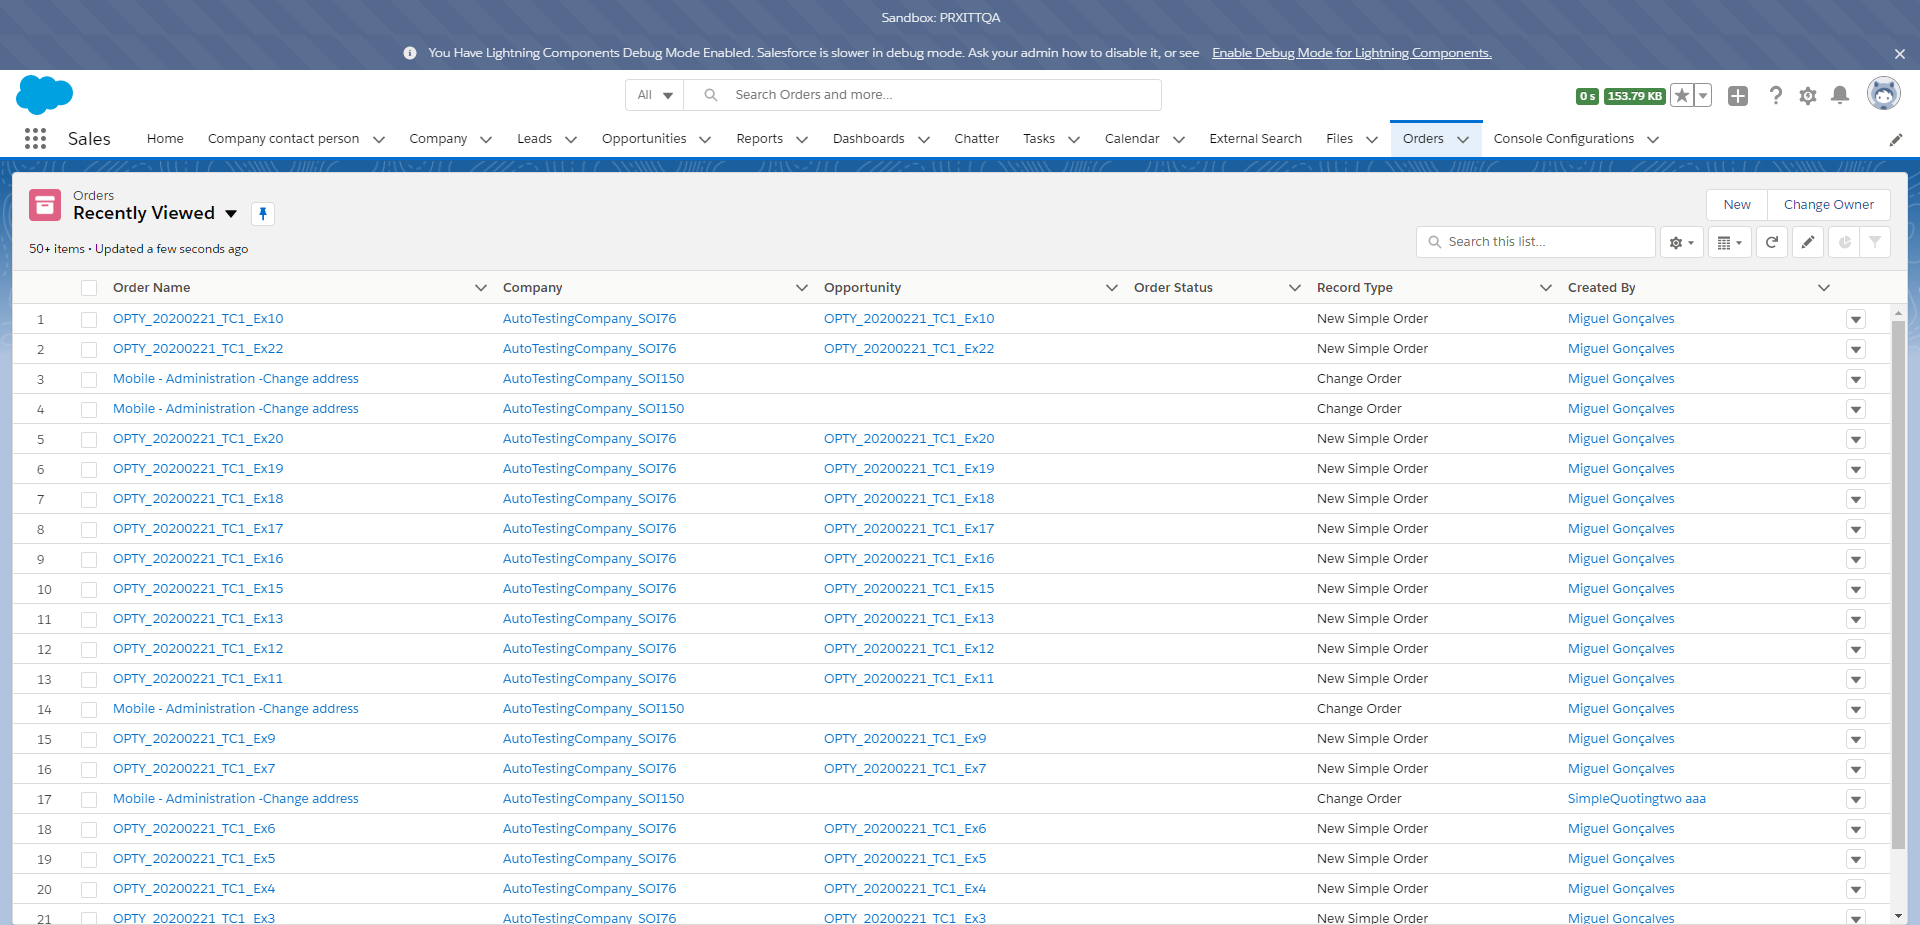 Sandbox: PRXITTQA
You Have Lightning Components Debug Mode Enabled. Salesforce is slower in debug mode. Ask your admin how to disable it, or see Enable Debug Mode for Lightning Components.
All Search Orders and more... 0 s 153.79 KB
Sales Home Company contact person Company Leads Opportunities Reports Dashboards Chatter Tasks Calendar External Search Files Orders Console Configurations
Orders
Recently Viewed
New Change Owner
50+ items • Updated a few seconds ago
Search this list...
Order Name Company Opportunity Order Status Record Type Created By
1 OPTY_20200221_TC1_Ex10 AutoTestingCompany_SOI76 OPTY_20200221_TC1_Ex10 New Simple Order Miguel Gonçalves
2 OPTY_20200221_TC1_Ex22 AutoTestingCompany_SOI76 OPTY_20200221_TC1_Ex22 New Simple Order Miguel Gonçalves
3 Mobile - Administration -Change address AutoTestingCompany_SOI150 Change Order Miguel Gonçalves
4 Mobile - Administration -Change address AutoTestingCompany_SOI150 Change Order Miguel Gonçalves
5 OPTY_20200221_TC1_Ex20 AutoTestingCompany_SOI76 OPTY_20200221_TC1_Ex20 New Simple Order Miguel Gonçalves
6 OPTY_20200221_TC1_Ex19 AutoTestingCompany_SOI76 OPTY_20200221_TC1_Ex19 New Simple Order Miguel Gonçalves
7 OPTY_20200221_TC1_Ex18 AutoTestingCompany_SOI76 OPTY_20200221_TC1_Ex18 New Simple Order Miguel Gonçalves
8 OPTY_20200221_TC1_Ex17 AutoTestingCompany_SOI76 OPTY_20200221_TC1_Ex17 New Simple Order Miguel Gonçalves
9 OPTY_20200221_TC1_Ex16 AutoTestingCompany_SOI76 OPTY_20200221_TC1_Ex16 New Simple Order Miguel Gonçalves
10 OPTY_20200221_TC1_Ex15 AutoTestingCompany_SOI76 OPTY_20200221_TC1_Ex15 New Simple Order Miguel Gonçalves
11 OPTY_20200221_TC1_Ex13 AutoTestingCompany_SOI76 OPTY_20200221_TC1_Ex13 New Simple Order Miguel Gonçalves
12 OPTY_20200221_TC1_Ex12 AutoTestingCompany_SOI76 OPTY_20200221_TC1_Ex12 New Simple Order Miguel Gonçalves
13 OPTY_20200221_TC1_Ex11 AutoTestingCompany_SOI76 OPTY_20200221_TC1_Ex11 New Simple Order Miguel Gonçalves
14 Mobile - Administration -Change address AutoTestingCompany_SOI150 Change Order Miguel Gonçalves
15 OPTY_20200221_TC1_Ex9 AutoTestingCompany_SOI76 OPTY_20200221_TC1_Ex9 New Simple Order Miguel Gonçalves
16 OPTY_20200221_TC1_Ex7 AutoTestingCompany_SOI76 OPTY_20200221_TC1_Ex7 New Simple Order Miguel Gonçalves
17 Mobile - Administration -Change address AutoTestingCompany_SOI150 Change Order SimpleQuotingtwo aaa
18 OPTY_20200221_TC1_Ex6 AutoTestingCompany_SOI76 OPTY_20200221_TC1_Ex6 New Simple Order Miguel Gonçalves
19 OPTY_20200221_TC1_Ex5 AutoTestingCompany_SOI76 OPTY_20200221_TC1_Ex5 New Simple Order Miguel Gonçalves
20 OPTY_20200221_TC1_Ex4 AutoTestingCompany_SOI76 OPTY_20200221_TC1_Ex4 New Simple Order Miguel Gonçalves
21 OPTY_20200221_TC1_Ex3 AutoTestingCompany_SOI76 OPTY_20200221_TC1_Ex3 New Simple Order Miguel Gonçalves